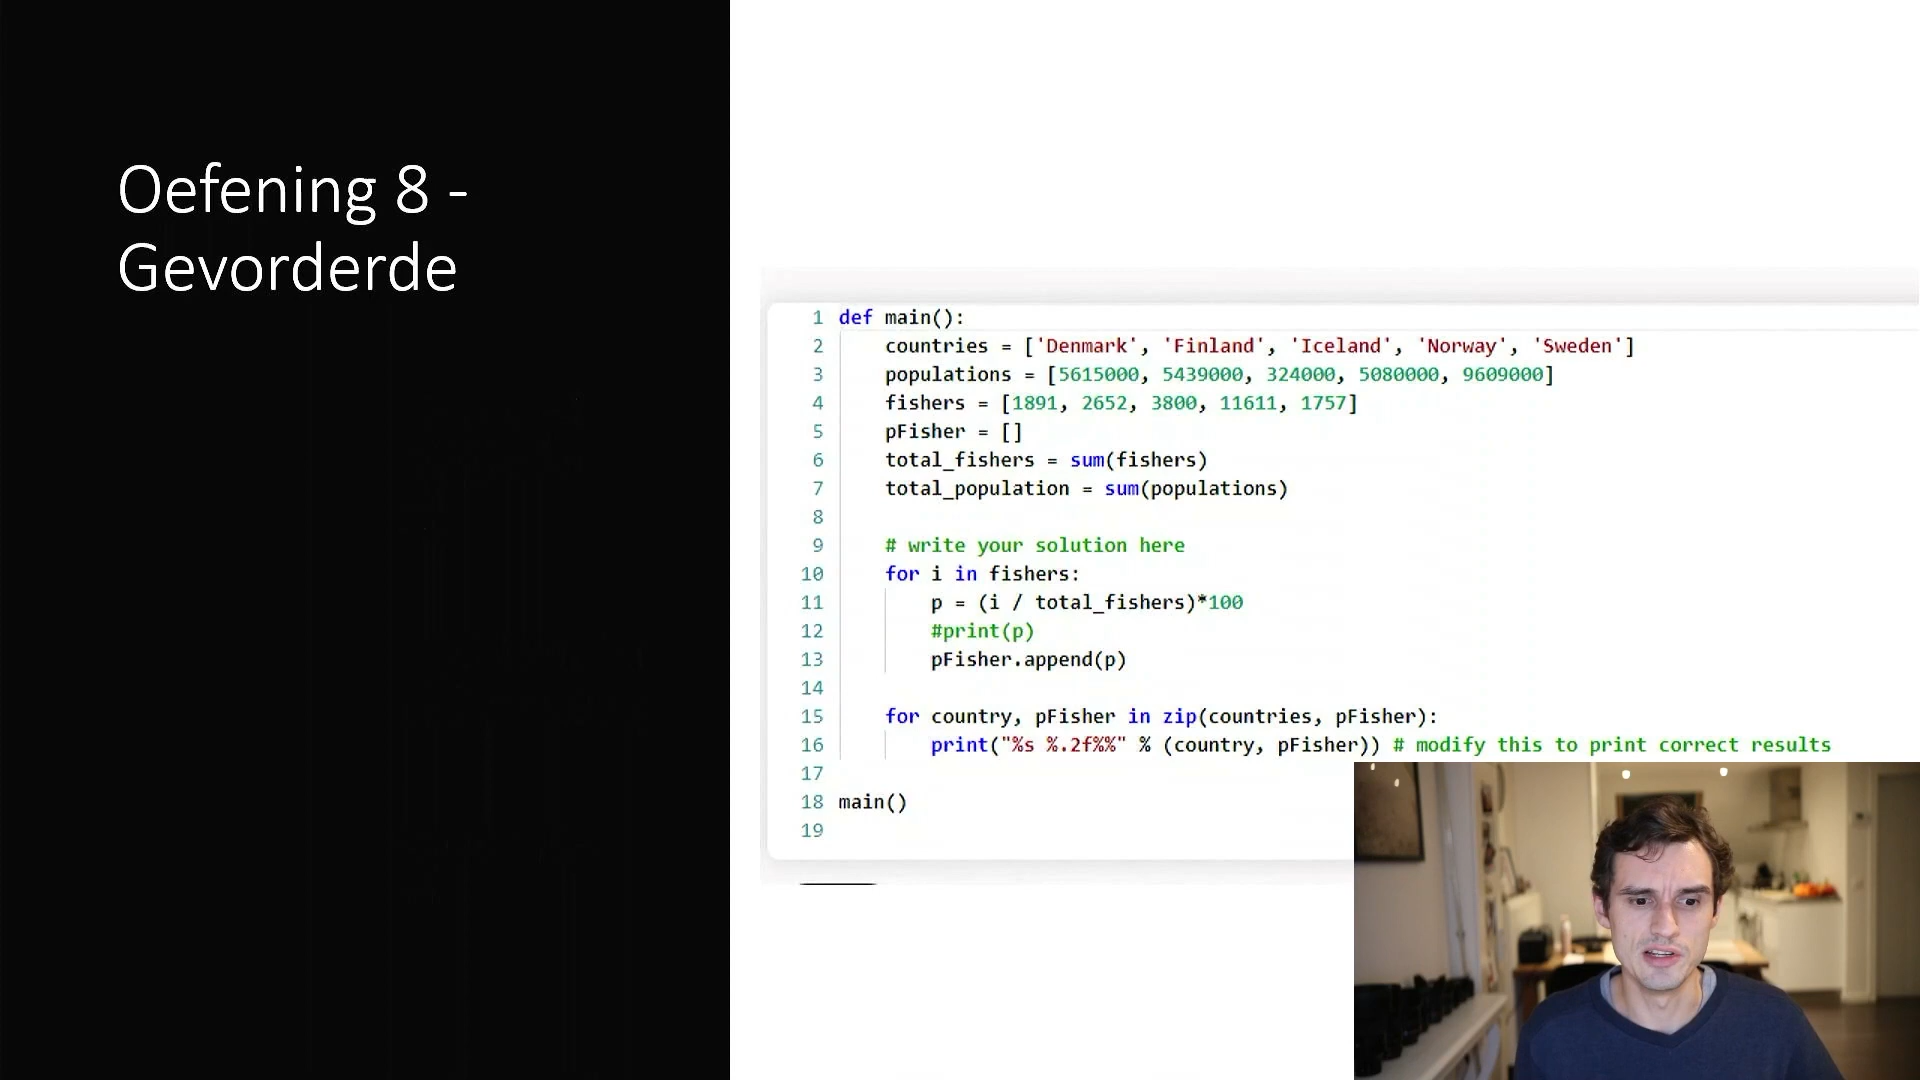 Oefening 8 -
Gevorderde
1 def main():
2 countries = ['Denmark', 'Finland', 'Iceland', 'Norway', 'Sweden']
3 populations = [5615000, 5439000, 324000, 5080000, 9609000]
4 fishers = [1891, 2652, 3800, 11611, 1757]
5 pFisher = []
6 total_fishers = sum(fishers)
7 total_population = sum(populations)
8
9 # write your solution here
10 for i in fishers:
11 p = (i / total_fishers)*100
12 #print(p)
13 pFisher.append(p)
14
15 for country, pFisher in zip(countries, pFisher):
16 print("%s %.2f%%" % (country, pFisher)) # modify this to print correct results
17
18 main()
19